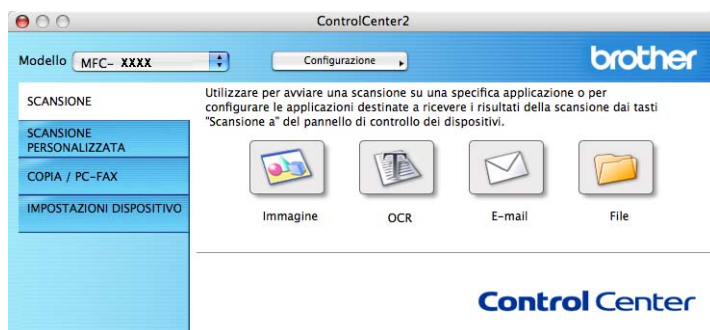 ControlCenter2
Modello MFC- XXXX Configurazione brother
SCANSIONE
SCANSIONE
PERSONALIZZATA
COPIA / PC-FAX
IMPOSTAZIONI DISPOSITIVO
Utilizzare per avviare una scansione su una specifica applicazione o per
configurare le applicazioni destinate a ricevere i risultati della scansione dai tasti
"Scansione a" del pannello di controllo dei dispositivi.
Immagine OCR E-mail File
Control Center